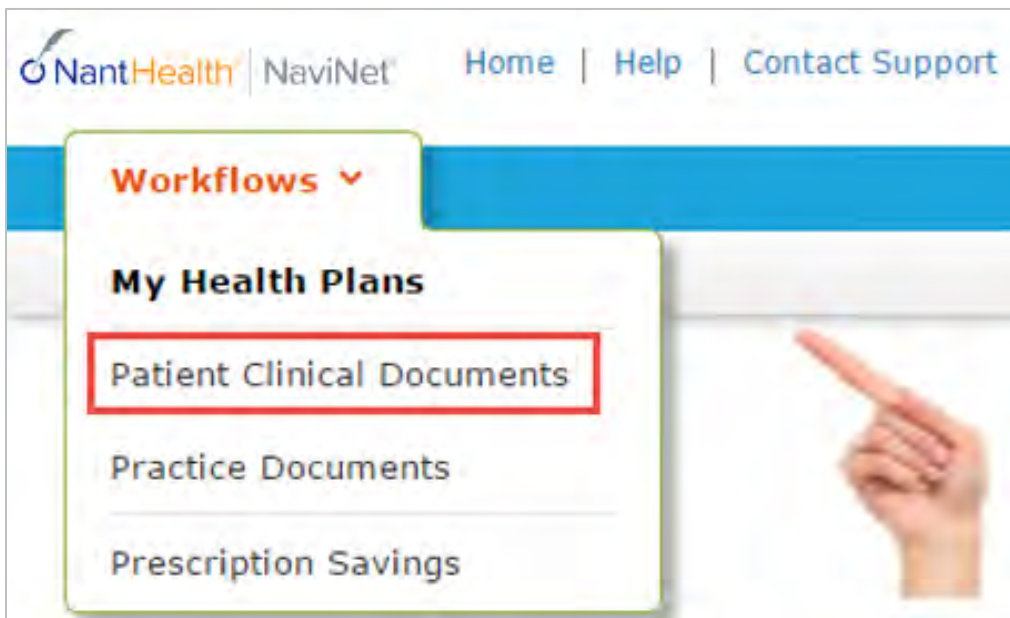 NantHealth | NaviNet® Home | Help | Contact Support
Workflows
My Health Plans
Patient Clinical Documents
Practice Documents
Prescription Savings